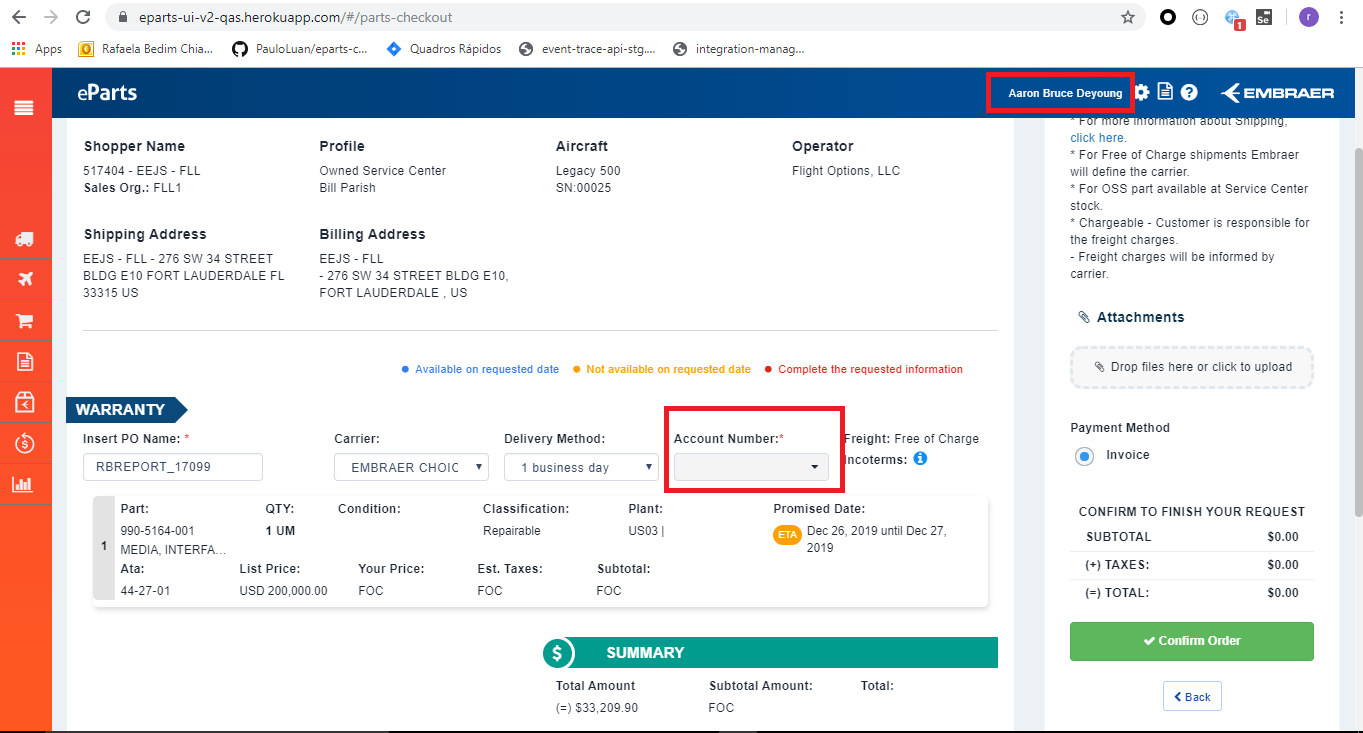 eparts-ui-v2-qas.herokuapp.com/#/parts-checkout
1
Se
r
Apps
Rafaela Bedim Chia...
PauloLuan/eparts-c...
Quadros Rápidos
event-trace-api-stg....
integration-manag...
eParts
Aaron Bruce Deyoung
EMBRAER
Shopper Name
517404 - EEJS - FLL
Sales Org.: FLL1
Profile
Owned Service Center
Bill Parish
Aircraft
Legacy 500
SN:00025
Operator
Flight Options, LLC
Shipping Address
EEJS - FLL - 276 SW 34 STREET
BLDG E10 FORT LAUDERDALE FL
33315 US
Billing Address
EEJS - FLL
- 276 SW 34 STREET BLDG E10,
FORT LAUDERDALE , US
Available on requested date
Not available on requested date
Complete the requested information
WARRANTY
Insert PO Name: *
RBREPORT_17099
Carrier:
EMBRAER CHOIC
Delivery Method:
1 business day
Account Number:*
Freight: Free of Charge
Incoterms:
1
Part:
990-5164-001
MEDIA, INTERFA...
QTY:
1 UM
Condition:
Classification:
Repairable
Plant:
US03 |
Promised Date:
ETA
Dec 26, 2019 until Dec 27,
2019
Ata:
44-27-01
List Price:
USD 200,000.00
Your Price:
FOC
Est. Taxes:
FOC
Subtotal:
FOC
$
SUMMARY
Total Amount
(=) $33,209.90
Subtotal Amount:
FOC
Total:
* For more information about Shipping,
click here.
* For Free of Charge shipments Embraer
will define the carrier.
* For OSS part available at Service Center
stock.
* Chargeable - Customer is responsible for
the freight charges.
- Freight charges will be informed by
carrier.
Attachments
Drop files here or click to upload
Payment Method
Invoice
CONFIRM TO FINISH YOUR REQUEST
SUBTOTAL $0.00
(+) TAXES: $0.00
(=) TOTAL: $0.00
Confirm Order
Back